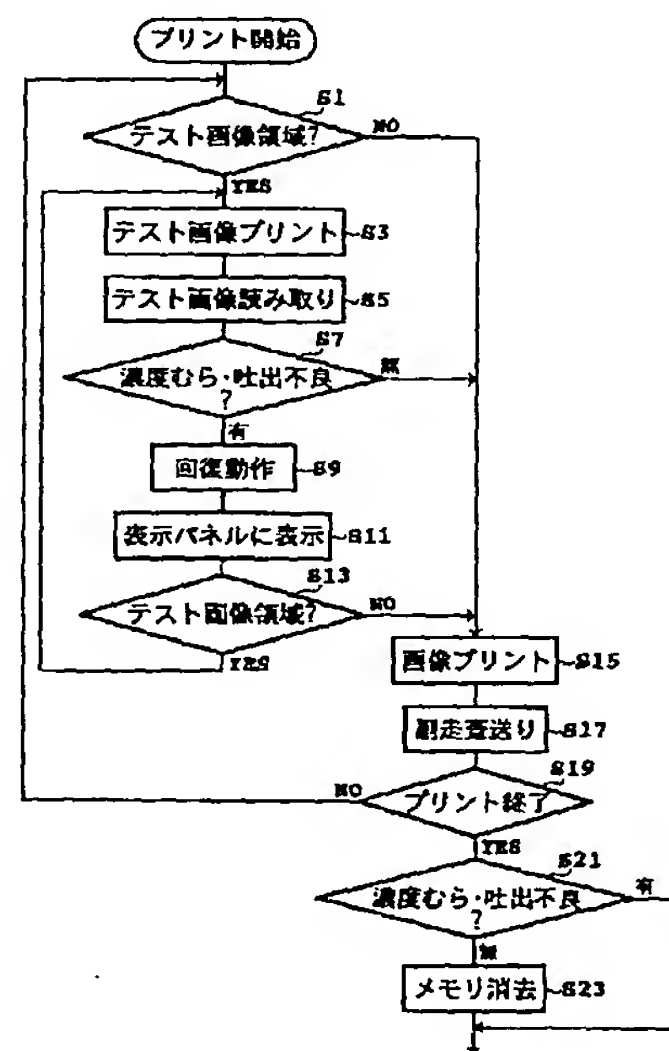 プリント開始
S1
テスト画像領域?
NO
YES
テスト画像プリント
S3
テスト画像読み取り
S5
S7
濃度むら・吐出不良
?
無
有
回復動作
S9
表示パネルに表示
S11
S13
テスト画像領域?
NO
YES
画像プリント
S15
副走査送り
S17
S19
プリント終了
NO
YES
S21
濃度むら・吐出不良
?
有
無
メモリ消去
S23